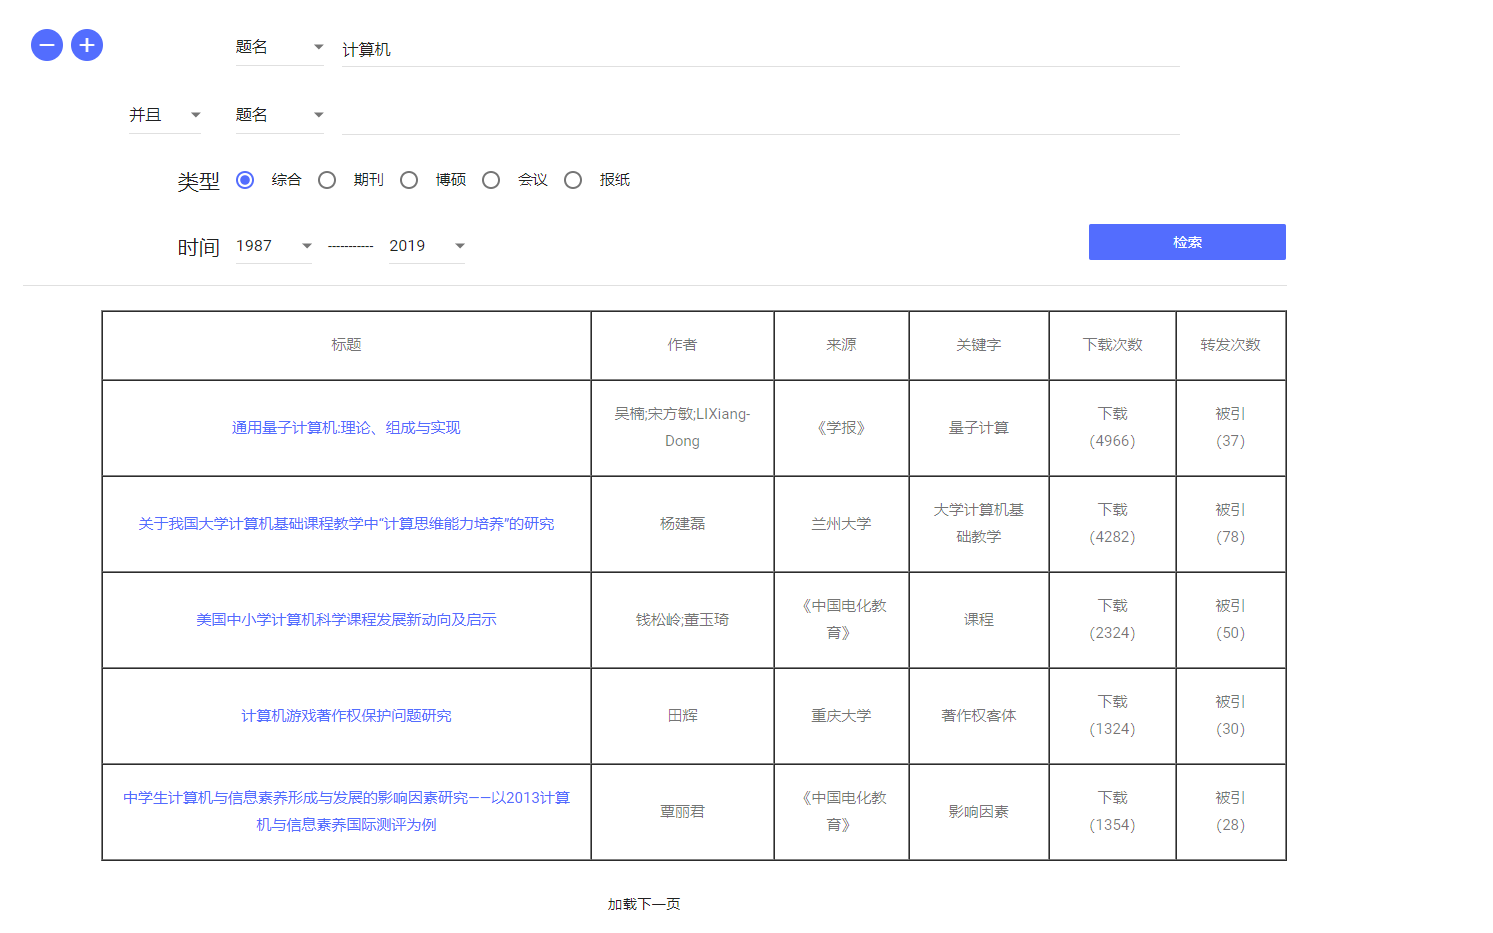 题名 计算机
并且 题名
类型 综合 期刊 博硕 会议 报纸
时间 1987 ----------- 2019 检索
标题 作者 来源 关键字 下载次数 转发次数
通用量子计算机:理论、组成与实现 吴楠;宋方敏;LIXiang-Dong 《学报》 量子计算 下载(4966) 被引(37)
关于我国大学计算机基础课程教学中“计算思维能力培养”的研究 杨建磊 兰州大学 大学计算机基础教学 下载(4282) 被引(78)
美国中小学计算机科学课程发展新动向及启示 钱松岭;董玉琦 《中国电化教育》 课程 下载(2324) 被引(50)
计算机游戏著作权保护问题研究 田辉 重庆大学 著作权客体 下载(1324) 被引(30)
中学生计算机与信息素养形成与发展的影响因素研究——以2013计算机与信息素养国际测评为例 覃丽君 《中国电化教育》 影响因素 下载(1354) 被引(28)
加载下一页